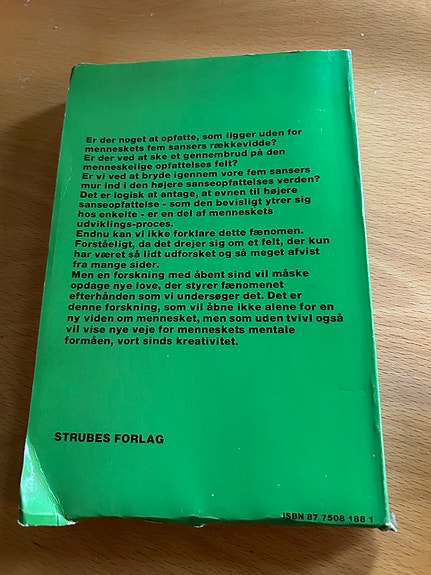 Er der noget at opfatte, som ligger uden for
menneskets fem sansers rækkevidde?
Er der ved at ske et gennembrud på den
menneskelige opfattelses felt?
Er vi ved at bryde igennem vore fem sansers
mur ind i den højere sanseopfattelses verden?
Det er logisk at antage, at evnen til højere
sanseopfattelse - som den bevisligt ytrer sig
hos enkelte - er en del af menneskets
udviklings-proces.
Endnu kan vi ikke forklare dette fænomen.
Forståeligt, da det drejer sig om et felt, der kun
har været så lidt udforsket og så meget afvist
fra mange sider.
Men en forskning med åbent sind vil måske
opdage nye love, der styrer fænomenet
efterhånden som vi undersøger det. Det er
denne forskning, som vil åbne ikke alene for en
ny viden om mennesket, men som uden tvivl også
vil vise nye veje for menneskets mentale
formåen, vort sinds kreativitet.
STRUBES FORLAG
ISBN 87 7508 188 1